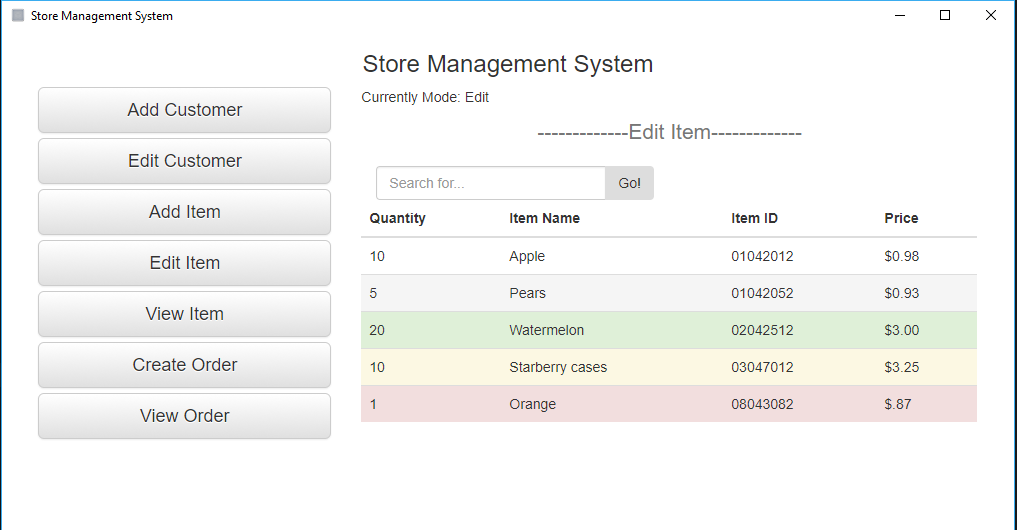 Store Management System
Store Management System
Currently Mode: Edit
-------------Edit Item-------------
Add Customer
Edit Customer
Add Item
Edit Item
View Item
Create Order
View Order
Search for... Go!
Quantity Item Name Item ID Price
10 Apple 01042012 $0.98
5 Pears 01042052 $0.93
20 Watermelon 02042512 $3.00
10 Starberry cases 03047012 $3.25
1 Orange 08043082 $.87